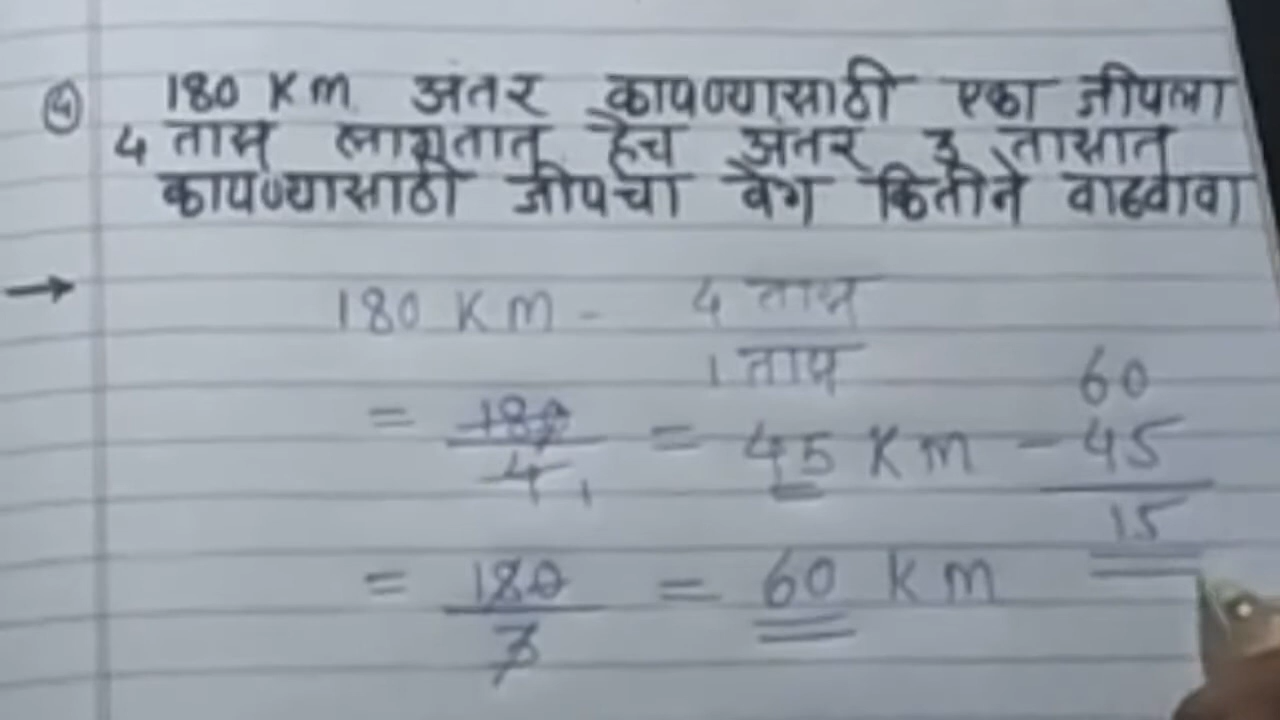 ५) 180 KM अंतर कापण्यासाठी एका जीपला
4 तास लागतात हेच अंतर 3 तासात
कापण्यासाठी जीपचा वेग कितीने वाढवावा
→ 180 KM - 4 तास
1 तास
= 180/4 = 45 KM
60
- 45
15
= 180/3 = 60 KM